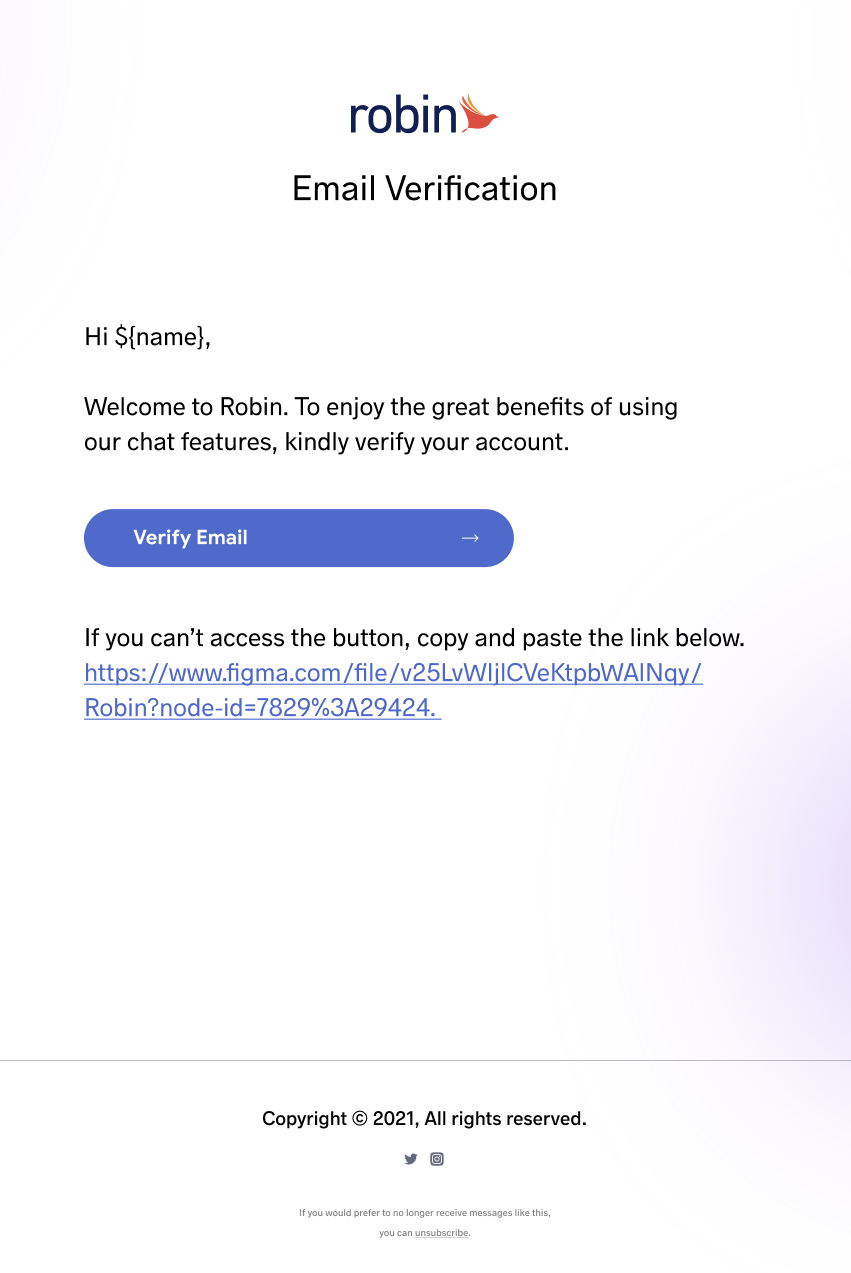 robin
Email Verification
Hi ${name},
Welcome to Robin. To enjoy the great benefits of using
our chat features, kindly verify your account.
Verify Email →
If you can’t access the button, copy and paste the link below.
https://www.figma.com/file/v25LvWIjlCVeKtpbWAlNqy/
Robin?node-id=7829%3A29424.
Copyright © 2021, All rights reserved.
If you would prefer to no longer receive messages like this,
you can unsubscribe.